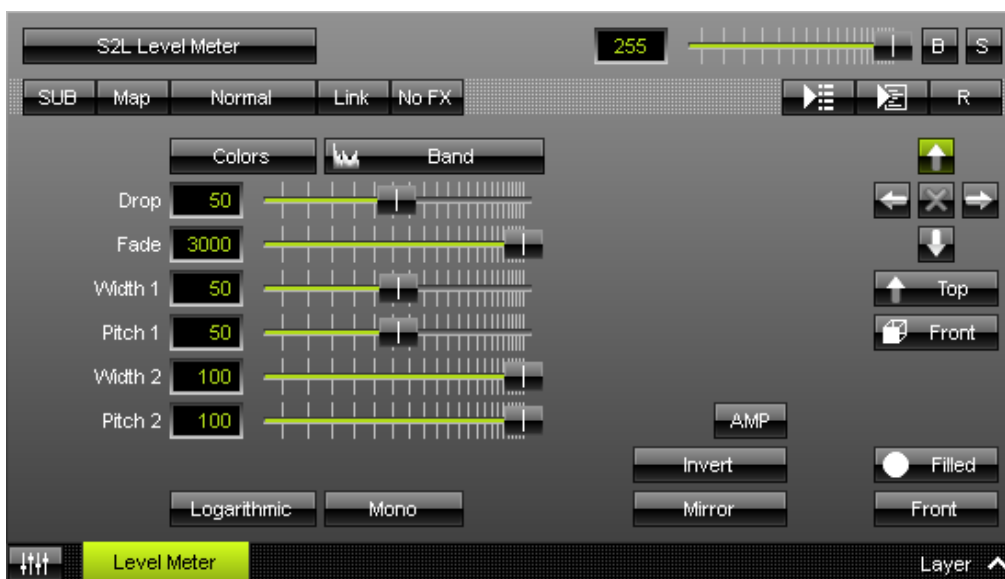 S2L Level Meter 255 B S
SUB Map Normal Link No FX R
Colors Band
Drop 50
Fade 3000
Width 1 50
Pitch 1 50
Top
Front
Width 2 100
Pitch 2 100
AMP
Invert Filled
Logarithmic Mono Mirror Front
Level Meter Layer